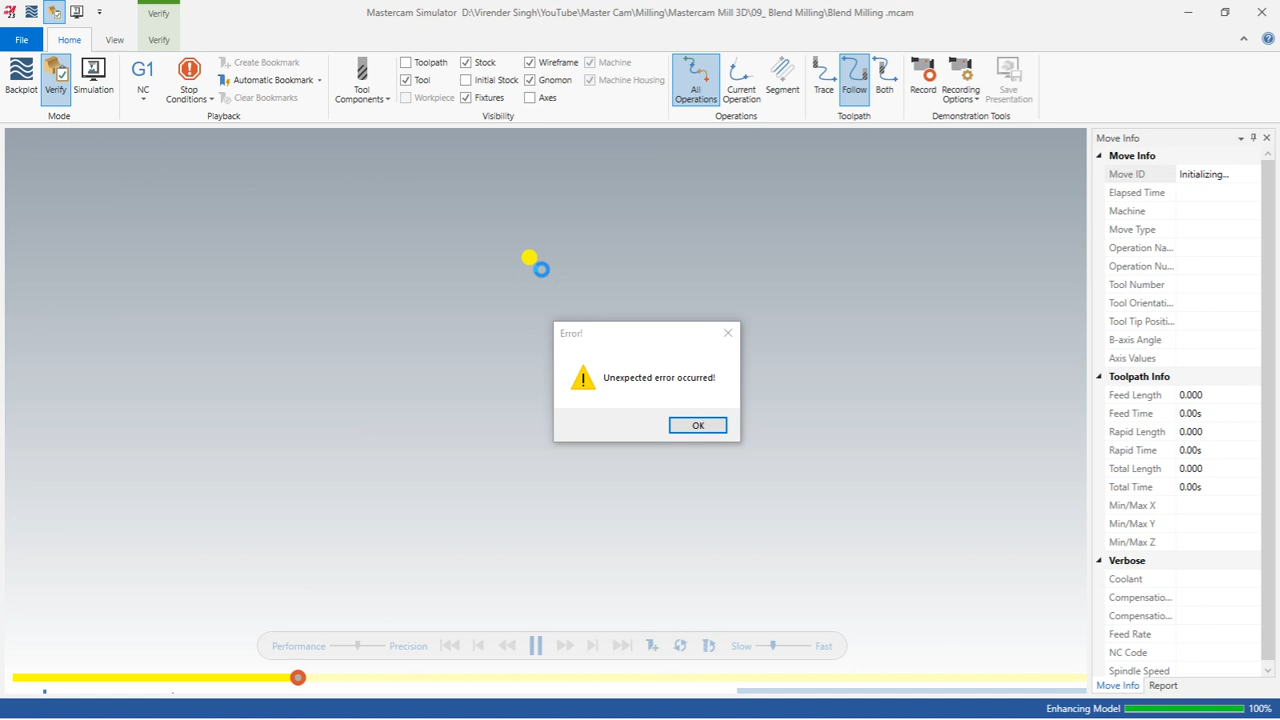 Verify
Mastercam Simulator D:\Virender Singh\YouTube\Master Cam\Milling\Mastercam Mill 3D\09_ Blend Milling\Blend Milling .mcam
File
Home
View
Verify
Backplot
Verify
Simulation
Mode
G1
NC
Stop
Conditions
Create Bookmark
Automatic Bookmark
Clear Bookmarks
Playback
Tool
Components
Toolpath
Stock
Wireframe
Machine
Tool
Initial Stock
Gnomon
Machine Housing
Workpiece
Fixtures
Axes
Visibility
All
Operations
Current
Operation
Segment
Operations
Trace
Follow
Both
Toolpath
Record
Recording
Options
Save
Presentation
Demonstration Tools
Move Info
Move Info
Move ID Initializing...
Elapsed Time
Machine
Move Type
Operation Na...
Operation Nu...
Tool Number
Tool Orientati...
Tool Tip Positi...
B-axis Angle
Axis Values
Toolpath Info
Feed Length 0.000
Feed Time 0.00s
Rapid Length 0.000
Rapid Time 0.00s
Total Length 0.000
Total Time 0.00s
Min/Max X
Min/Max Y
Min/Max Z
Verbose
Coolant
Compensatio...
Compensatio...
Feed Rate
NC Code
Spindle Speed
Move Info Report
Error!
Unexpected error occurred!
OK
Performance Precision
Slow Fast
Enhancing Model 100%